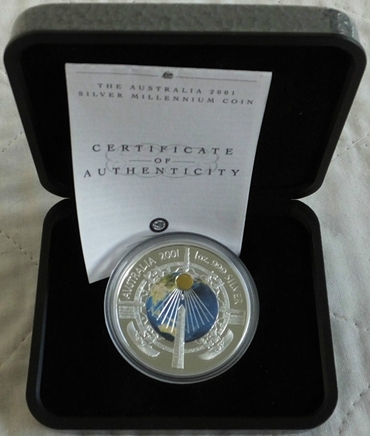 THE AUSTRALIA 2001
SILVER MILLENNIUM COIN
CERTIFICATE
OF
AUTHENTICITY
AUSTRALIA 2001 1oz. 999 SILVER